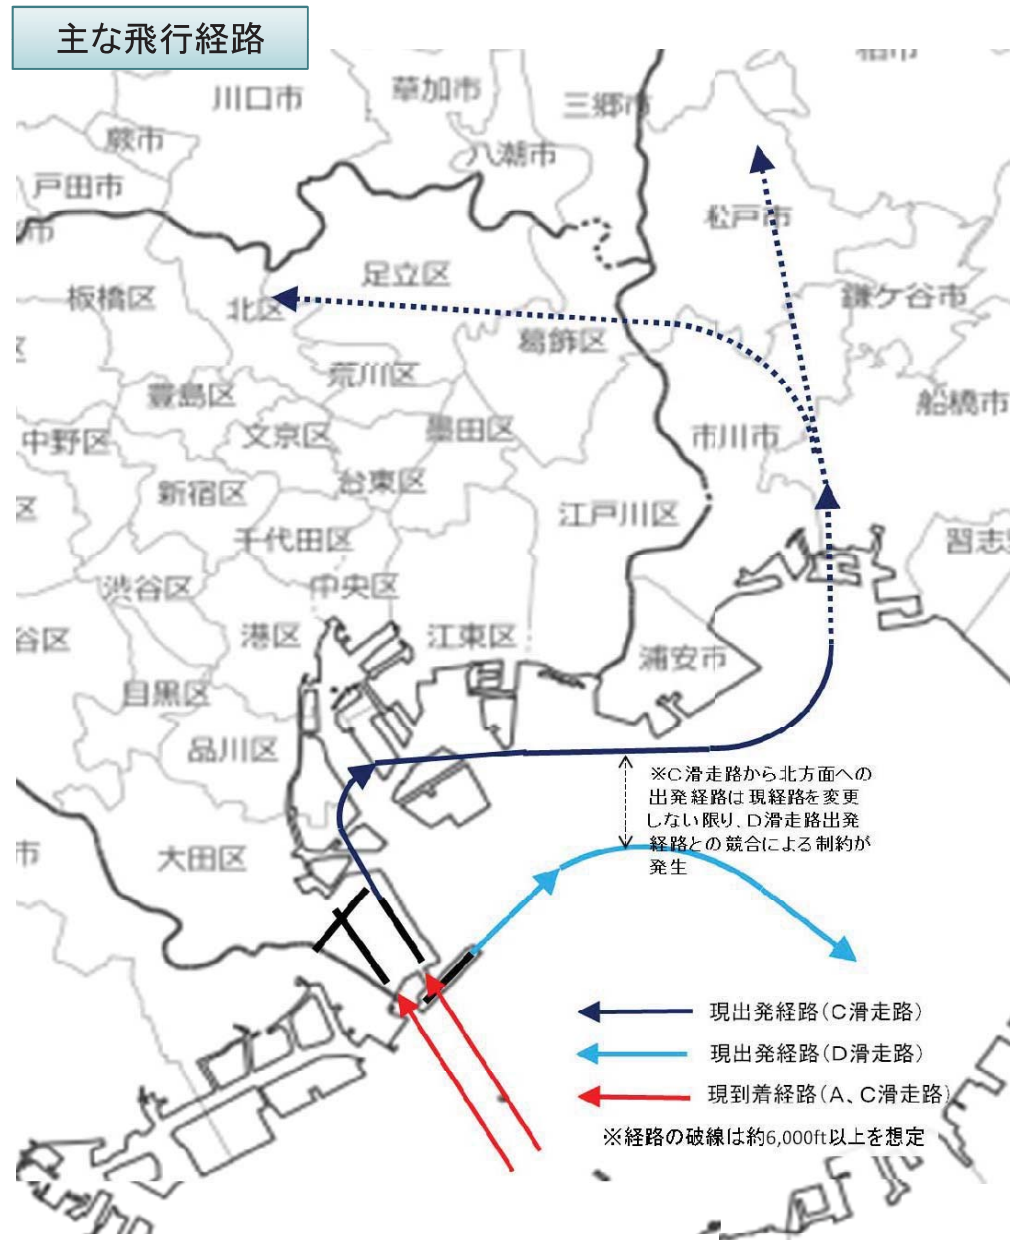 主な飛行経路
川口市
草加市
三郷市
柏市
蕨市
八潮市
戸田市
市
松戸市
足立区
板橋区
北区
鎌ケ谷市
葛飾区
荒川区
豊島区
船橋市
中野区
文京区
墨田区
市川市
新宿区
台東区
区
江戸川区
千代田区
習志
渋谷区
中央区
谷区
港区
江東区
浦安市
目黒区
品川区
※C滑走路から北方面への
出発経路は現経路を変更
しない限り、D滑走路出発
経路との競合による制約が
発生
市
大田区
現出発経路(C滑走路)
現出発経路(D滑走路)
現到着経路(A、C滑走路)
※経路の破線は約6,000ft以上を想定